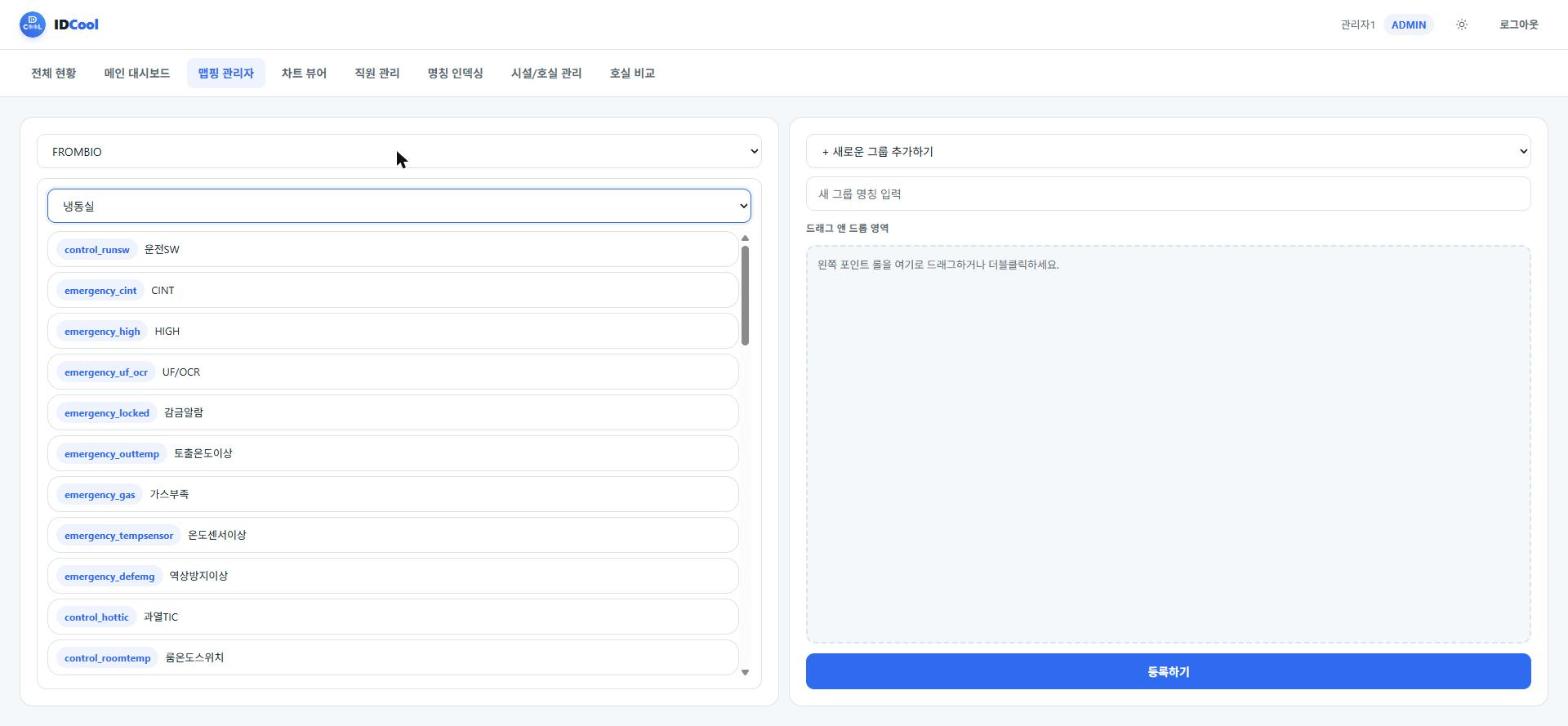 ID COOL IDCool
관리자1 ADMIN 로그아웃
전체 현황 메인 대시보드 맵핑 관리자 차트 뷰어 직원 관리 명칭 인덱싱 시설/호실 관리 호실 비교
FROMBIO
냉동실
control_runsw 운전SW
emergency_cint CINT
emergency_high HIGH
emergency_uf_ocr UF/OCR
emergency_locked 감금알람
emergency_outtemp 토출온도이상
emergency_gas 가스부족
emergency_tempsensor 온도센서이상
emergency_defemg 역상방지이상
control_hottic 과열TIC
control_roomtemp 룸온도스위치
+ 새로운 그룹 추가하기
새 그룹 명칭 입력
드래그 앤 드롭 영역
왼쪽 포인트 롤을 여기로 드래그하거나 더블클릭하세요.
등록하기